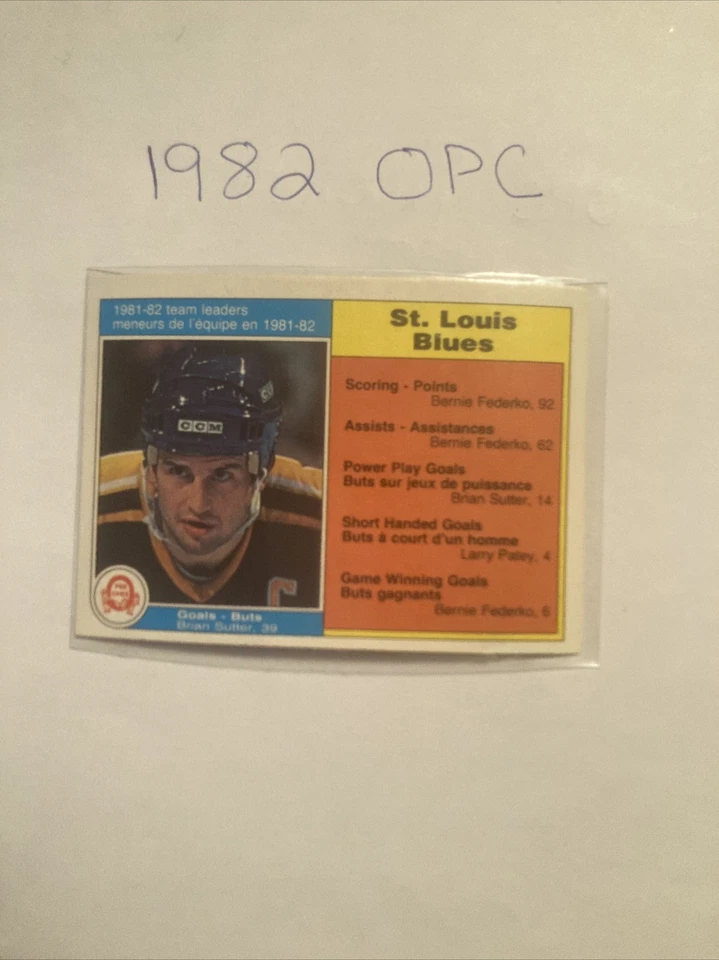 1982 OPC
1981-82 team leaders
meneurs de l'équipe en 1981-82
St. Louis
Blues
CCM
C
O
PEE
CHEE
Goals - Buts
Brian Sutter, 39
Scoring - Points
Bernie Federko, 92
Assists - Assistances
Bernie Federko, 62
Power Play Goals
Buts sur jeux de puissance
Brian Sutter, 14
Short Handed Goals
Buts à court d'un homme
Larry Patey, 4
Game Winning Goals
Buts gagnants
Bernie Federko, 6